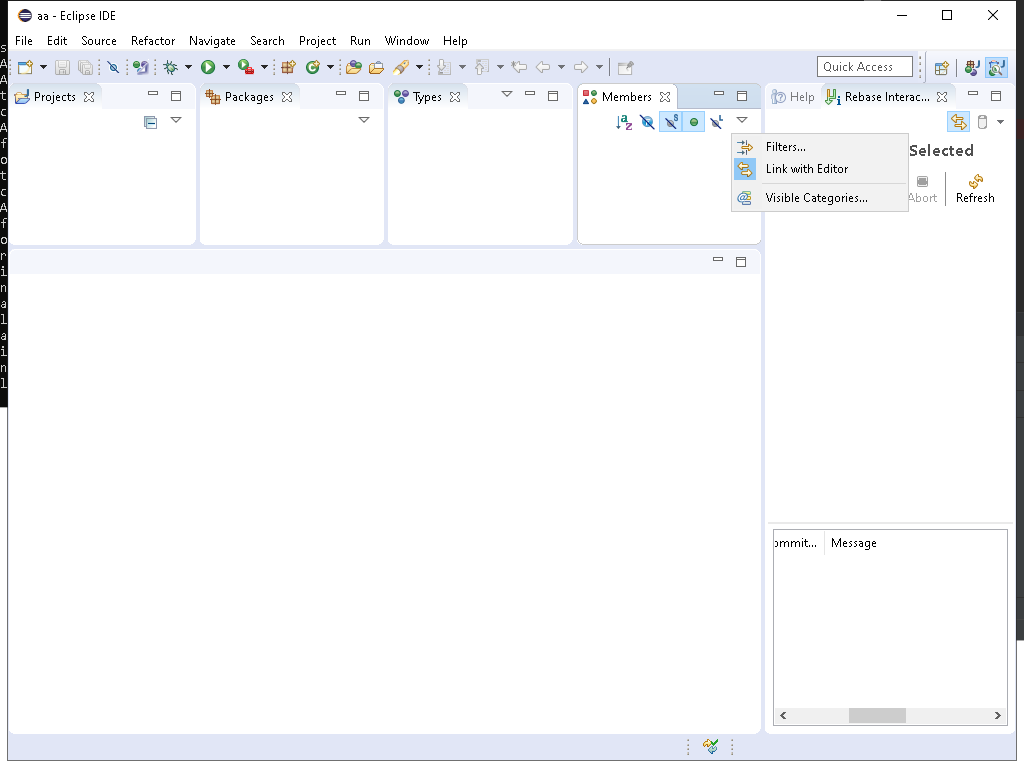 aa - Eclipse IDE
File Edit Source Refactor Navigate Search Project Run Window Help
Quick Access
Projects Packages Types Members Help Rebase Interac...
Filters...
Selected
Link with Editor
Abort Refresh
Visible Categories...
ommit... Message